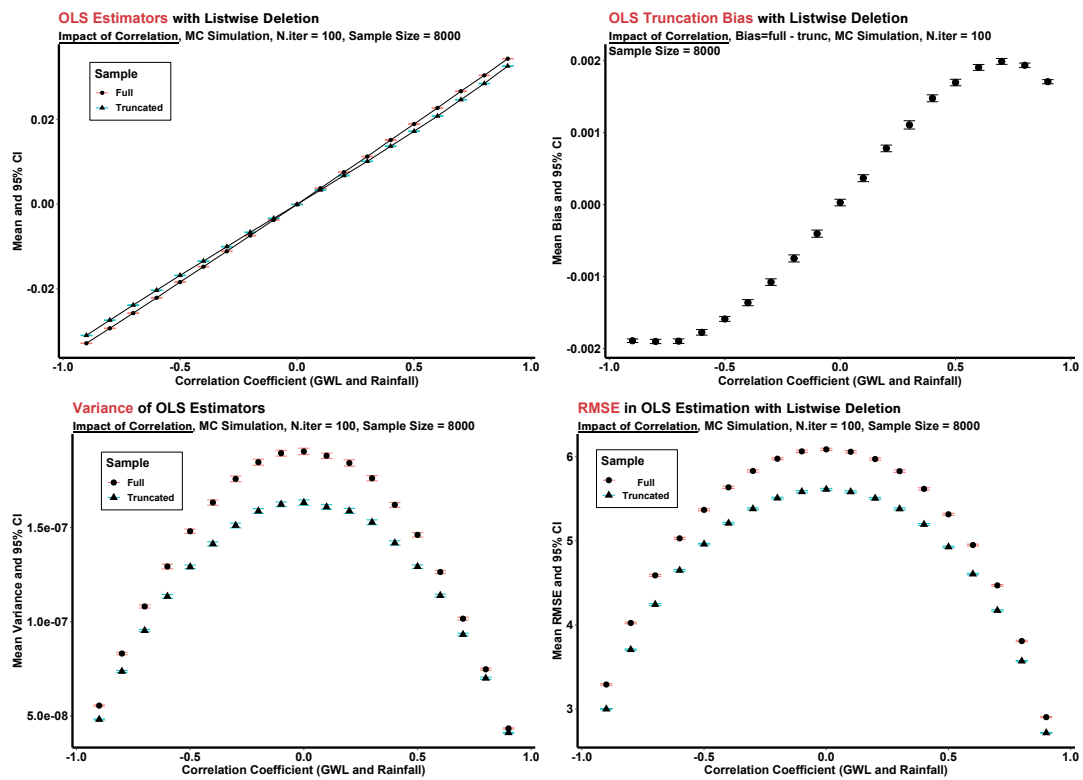 OLS Estimators with Listwise Deletion
Impact of Correlation, MC Simulation, N.iter = 100, Sample Size = 8000
Sample
Full
Truncated
Mean and 95% CI
0.02
0.00
-0.02
-1.0 -0.5 0.0 0.5 1.0
Correlation Coefficient (GWL and Rainfall)
OLS Truncation Bias with Listwise Deletion
Impact of Correlation, Bias=full - trunc, MC Simulation, N.iter = 100
Sample Size = 8000
Mean Bias and 95% CI
0.002
0.001
0.000
-0.001
-0.002
-1.0 -0.5 0.0 0.5 1.0
Correlation Coefficient (GWL and Rainfall)
Variance of OLS Estimators
Impact of Correlation, MC Simulation, N.iter = 100, Sample Size = 8000
Sample
Full
Truncated
Mean Variance and 95% CI
1.5e-07
1.0e-07
5.0e-08
-1.0 -0.5 0.0 0.5 1.0
Correlation Coefficient (GWL and Rainfall)
RMSE in OLS Estimation with Listwise Deletion
Impact of Correlation, MC Simulation, N.iter = 100, Sample Size = 8000
Sample
Full
Truncated
Mean RMSE and 95% CI
6
5
4
3
-1.0 -0.5 0.0 0.5 1.0
Correlation Coefficient (GWL and Rainfall)